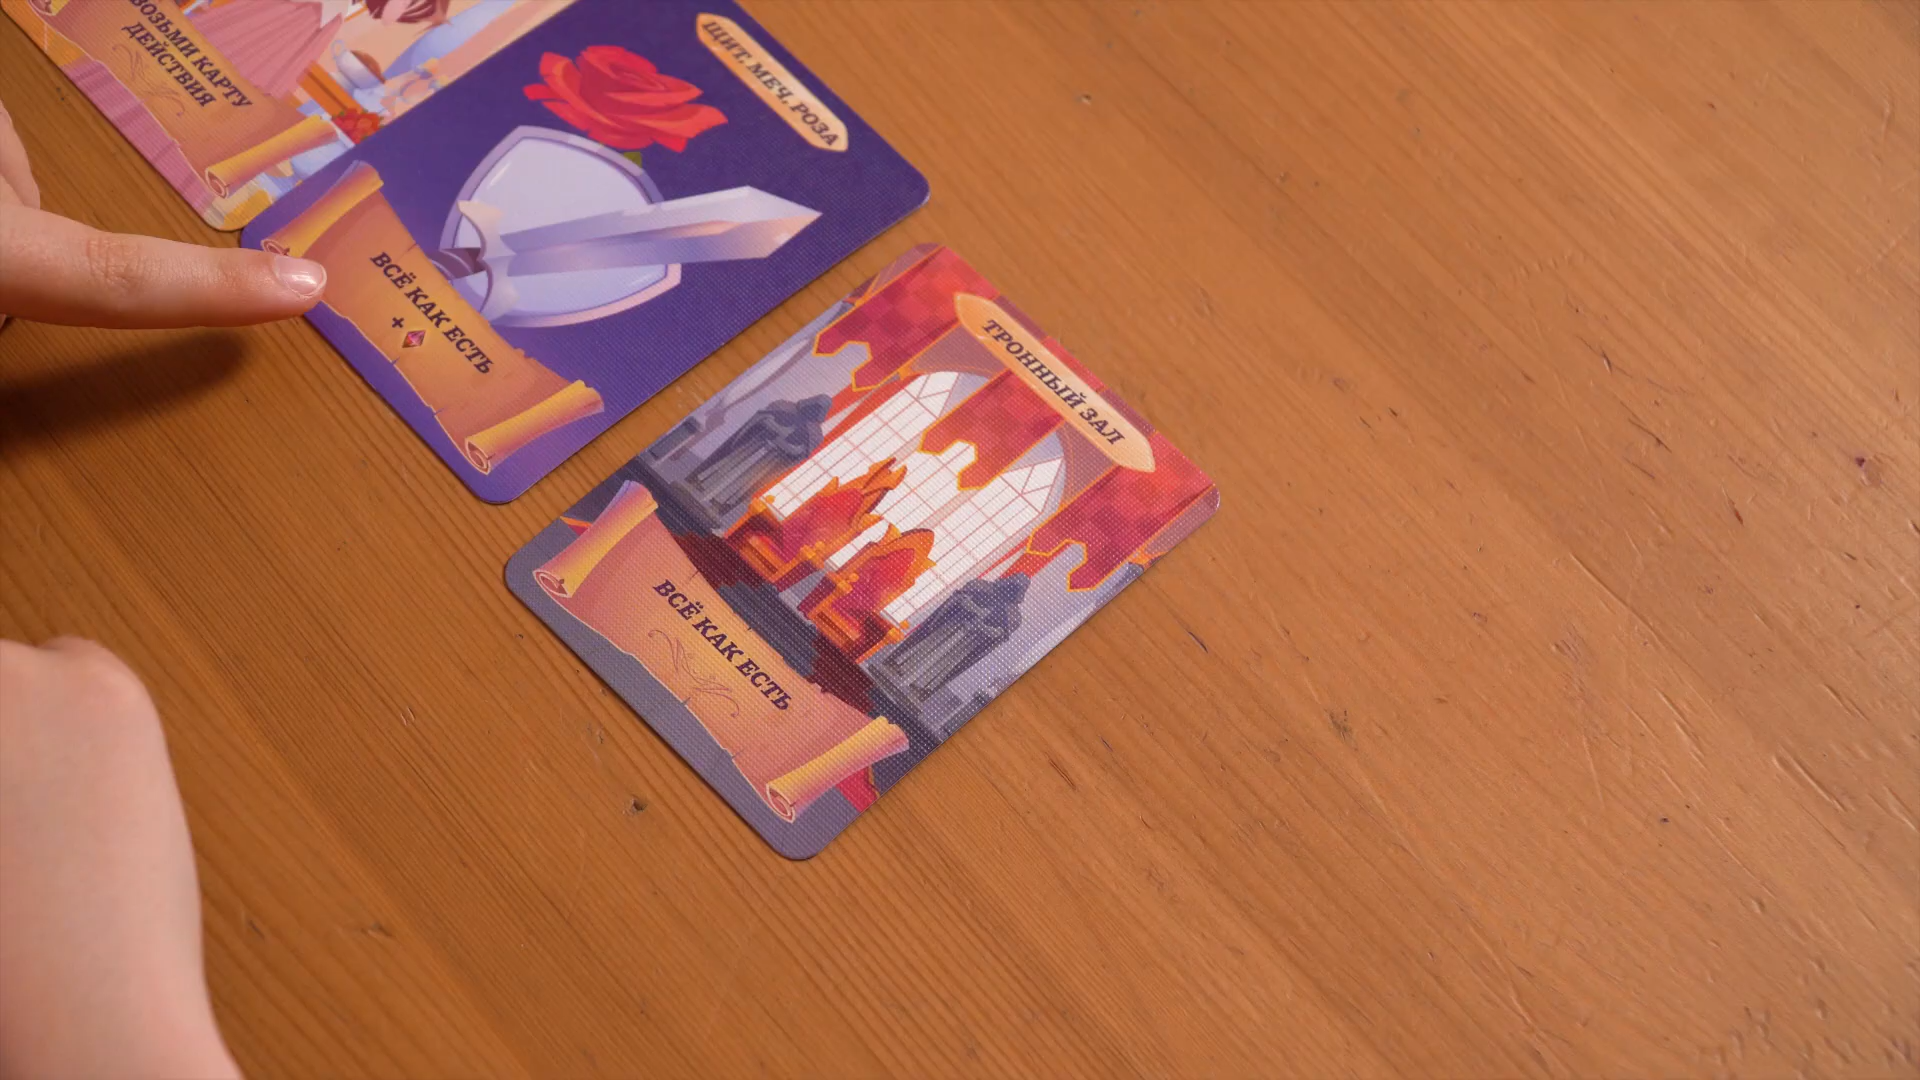 ВОЗЬМИ КАРТУ
ДЕЙСТВИЯ
ЩИТ, МЕЧ, РОЗА
ВСЁ КАК ЕСТЬ
+
ТРОННЫЙ ЗАЛ
ВСЁ КАК ЕСТЬ